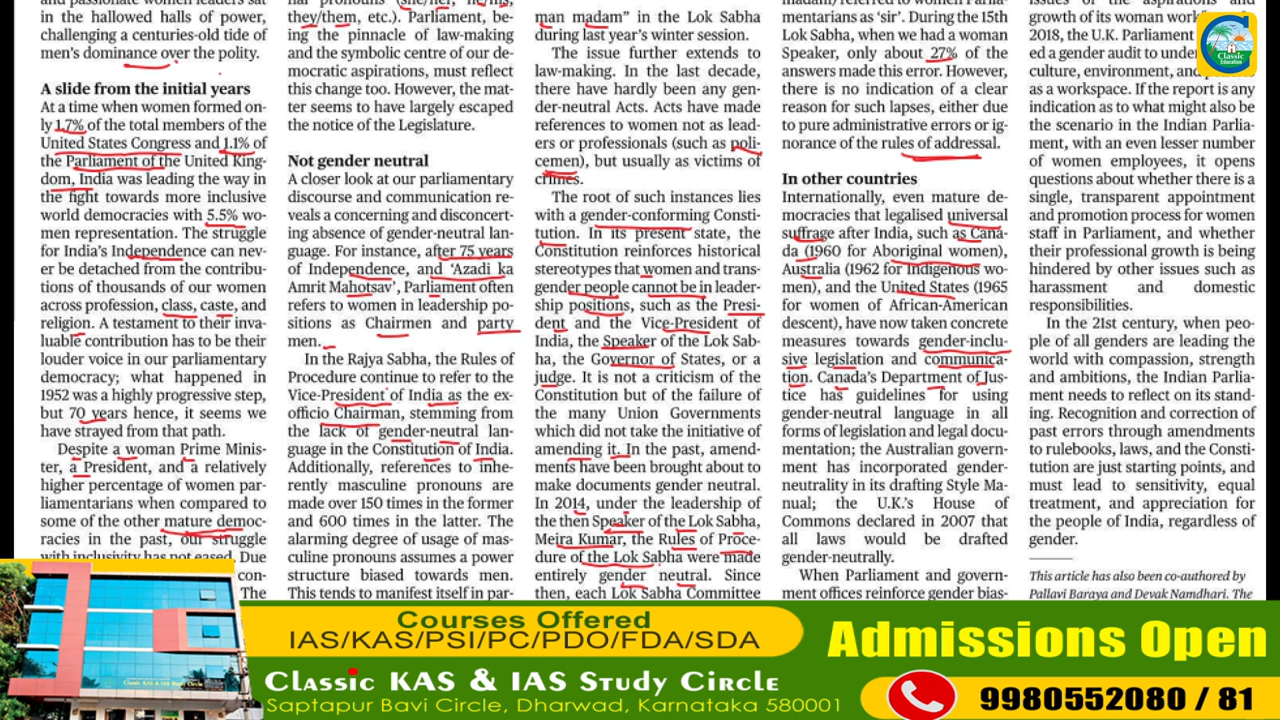 and passionate women leaders sat
in the hallowed halls of power,
challenging a centuries-old tide of
men's dominance over the polity.
A slide from the initial years
At a time when women formed on-
ly 1.7% of the total members of the
United States Congress and 1.1% of
the Parliament of the United King-
dom, India was leading the way in
the fight towards more inclusive
world democracies with 5.5% wo-
men representation. The struggle
for India's Independence can nev-
er be detached from the contribu-
tions of thousands of our women
across profession, class, caste, and
religion. A testament to their inva-
luable contribution has to be their
louder voice in our parliamentary
democracy; what happened in
1952 was a highly progressive step,
but 70 years hence, it seems we
have strayed from that path.
Despite a woman Prime Minis-
ter, a President, and a relatively
higher percentage of women par-
liamentarians when compared to
some of the other mature democ-
racies in the past, our struggle
with inclusivity has not eased. Due
con-
The
nal pronouns (she/her, he/his,
they/them, etc.). Parliament, be-
ing the pinnacle of law-making
and the symbolic centre of our de-
mocratic aspirations, must reflect
this change too. However, the mat-
ter seems to have largely escaped
the notice of the Legislature.
Not gender neutral
A closer look at our parliamentary
discourse and communication re-
veals a concerning and disconcert-
ing absence of gender-neutral lan-
guage. For instance, after 75 years
of Independence, and 'Azadi ka
Amrit Mahotsav', Parliament often
refers to women in leadership po-
sitions as Chairmen and party
men.
In the Rajya Sabha, the Rules of
Procedure continue to refer to the
Vice-President of India as the ex-
officio Chairman, stemming from
the lack of gender-neutral lan-
guage in the Constitution of India.
Additionally, references to inhe-
rently masculine pronouns are
made over 150 times in the former
and 600 times in the latter. The
alarming degree of usage of mas-
culine pronouns assumes a power
structure biased towards men.
This tends to manifest itself in par-
man madam" in the Lok Sabha
during last year's winter session.
The issue further extends to
law-making. In the last decade,
there have hardly been any gen-
der-neutral Acts. Acts have made
references to women not as lead-
ers or professionals (such as poli-
cemen), but usually as victims of
crimes.
The root of such instances lies
with a gender-conforming Consti-
tution. In its present state, the
Constitution reinforces historical
stereotypes that women and trans-
gender people cannot be in leader-
ship positions, such as the Presi-
dent and the Vice-President of
India, the Speaker of the Lok Sab-
ha, the Governor of States, or a
judge. It is not a criticism of the
Constitution but of the failure of
the many Union Governments
which did not take the initiative of
amending it. In the past, amend-
ments have been brought about to
make documents gender neutral.
In 2014, under the leadership of
the then Speaker of the Lok Sabha,
Meira Kumar, the Rules of Proce-
dure of the Lok Sabha were made
entirely gender neutral. Since
then, each Lok Sabha Committee
madam) referred to women Parlia-
mentarians as 'sir'. During the 15th
Lok Sabha, when we had a woman
Speaker, only about 27% of the
answers made this error. However,
there is no indication of a clear
reason for such lapses, either due
to pure administrative errors or ig-
norance of the rules of addressal.
In other countries
Internationally, even mature de-
mocracies that legalised universal
suffrage after India, such as Cana-
da (1960 for Aboriginal women),
Australia (1962 for Indigenous wo-
men), and the United States (1965
for women of African-American
descent), have now taken concrete
measures towards gender-inclu-
sive legislation and communica-
tion. Canada's Department of Jus-
tice has guidelines for using
gender-neutral language in all
forms of legislation and legal docu-
mentation; the Australian govern-
ment has incorporated gender-
neutrality in its drafting Style Ma-
nual; the U.K.'s House of
Commons declared in 2007 that
all laws would be drafted
gender-neutrally.
When Parliament and govern-
ment offices reinforce gender bias-
issues of the aspirations and
growth of its woman work
2018, the U.K. Parliament
ed a gender audit to under
culture, environment, and
as a workspace. If the report is any
indication as to what might also be
the scenario in the Indian Parlia-
ment, with an even lesser number
of women employees, it opens
questions about whether there is a
single, transparent appointment
and promotion process for women
staff in Parliament, and whether
their professional growth is being
hindered by other issues such as
harassment and domestic
responsibilities.
In the 21st century, when peo-
ple of all genders are leading the
world with compassion, strength
and ambitions, the Indian Parlia-
ment needs to reflect on its stand-
ing. Recognition and correction of
past errors through amendments
to rulebooks, laws, and the Consti-
tution are just starting points, and
must lead to sensitivity, equal
treatment, and appreciation for
the people of India, regardless of
gender.
This article has also been co-authored by
Pallavi Baraya and Devak Namdhari. The
Classic
Education
Courses Offered
IAS/KAS/PSI/PC/PDO/FDA/SDA
Classic KAS & IAS Study Circle
Saptapur Bavi Circle, Dharwad, Karnataka 580001
Admissions Open
9980552080 / 81